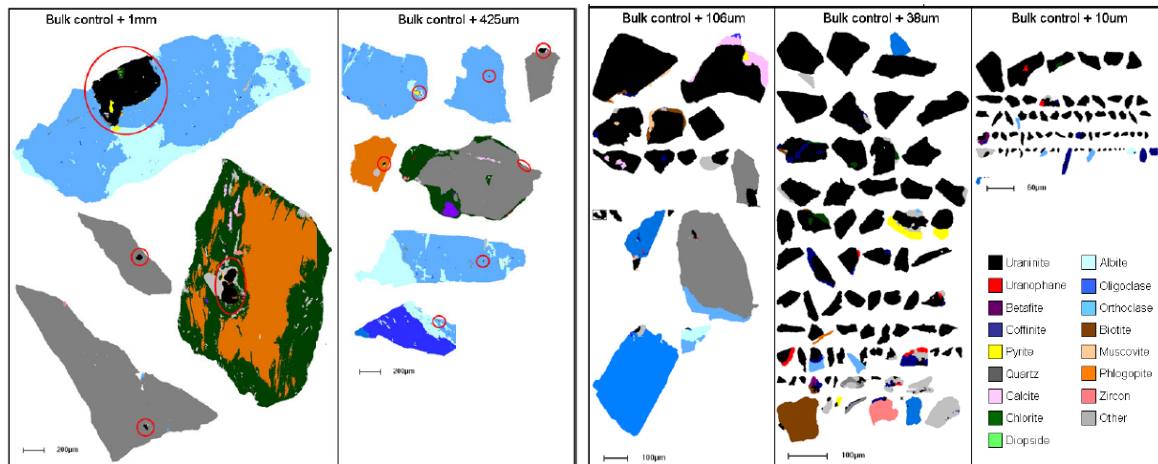 Bulk control + 1mm
Bulk control + 425um
Bulk control + 106um
Bulk control + 38um
Bulk control + 10um
200µm
200µm
100µm
100µm
50µm
Uraninite
Uranophane
Betafite
Coffinite
Pyrite
Quartz
Calcite
Chlorite
Diopside
Albite
Oligoclase
Orthoclase
Biotite
Muscovite
Phlogopite
Zircon
Other